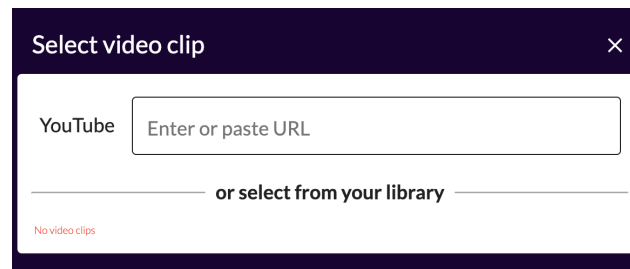 Select video clip
YouTube
Enter or paste URL
or select from your library
No video clips